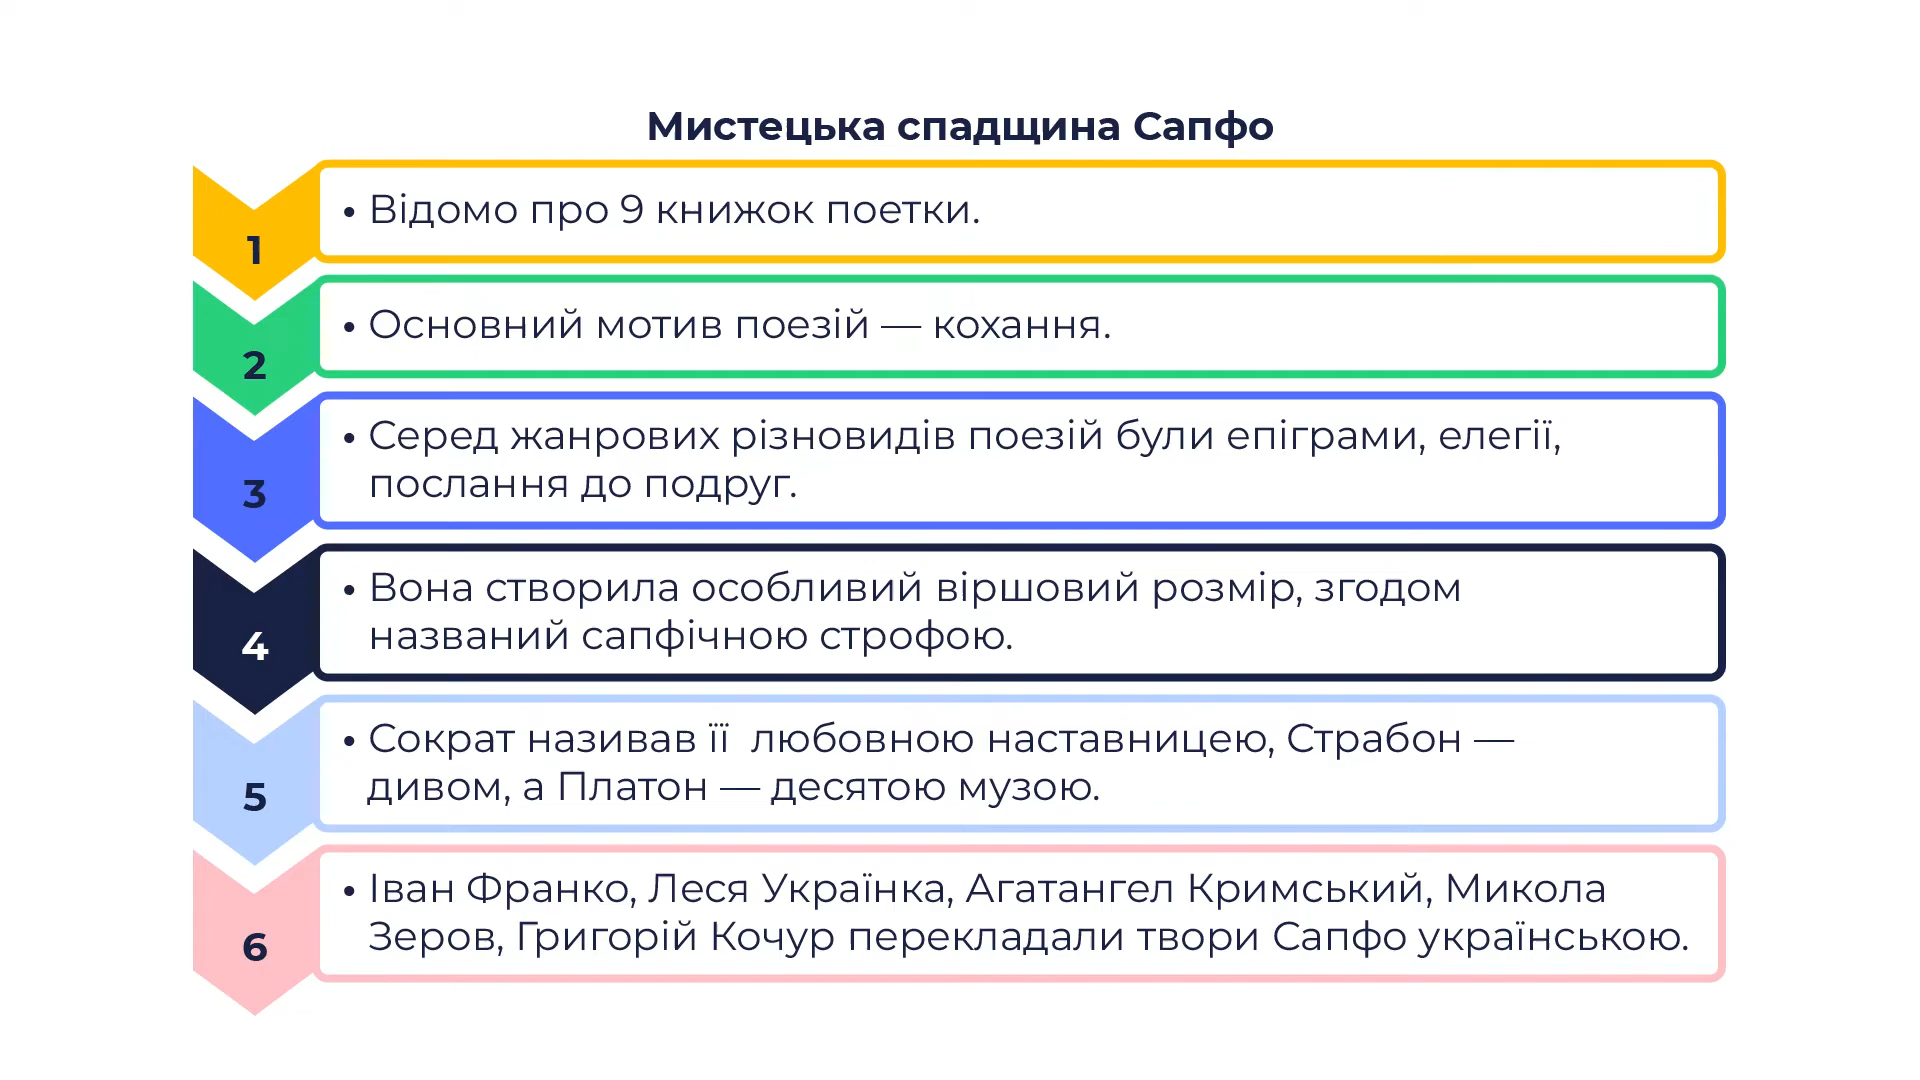 Мистецька спадщина Сапфо
1
• Відомо про 9 книжок поетки.
2
• Основний мотив поезій — кохання.
3
• Серед жанрових різновидів поезій були епіграми, елегії,
послання до подруг.
4
• Вона створила особливий віршовий розмір, згодом
названий сапфічною строфою.
5
• Сократ називав її  любовною наставницею, Страбон —
дивом, а Платон — десятою музою.
6
• Іван Франко, Леся Українка, Агатангел Кримський, Микола
Зеров, Григорій Кочур перекладали твори Сапфо українською.